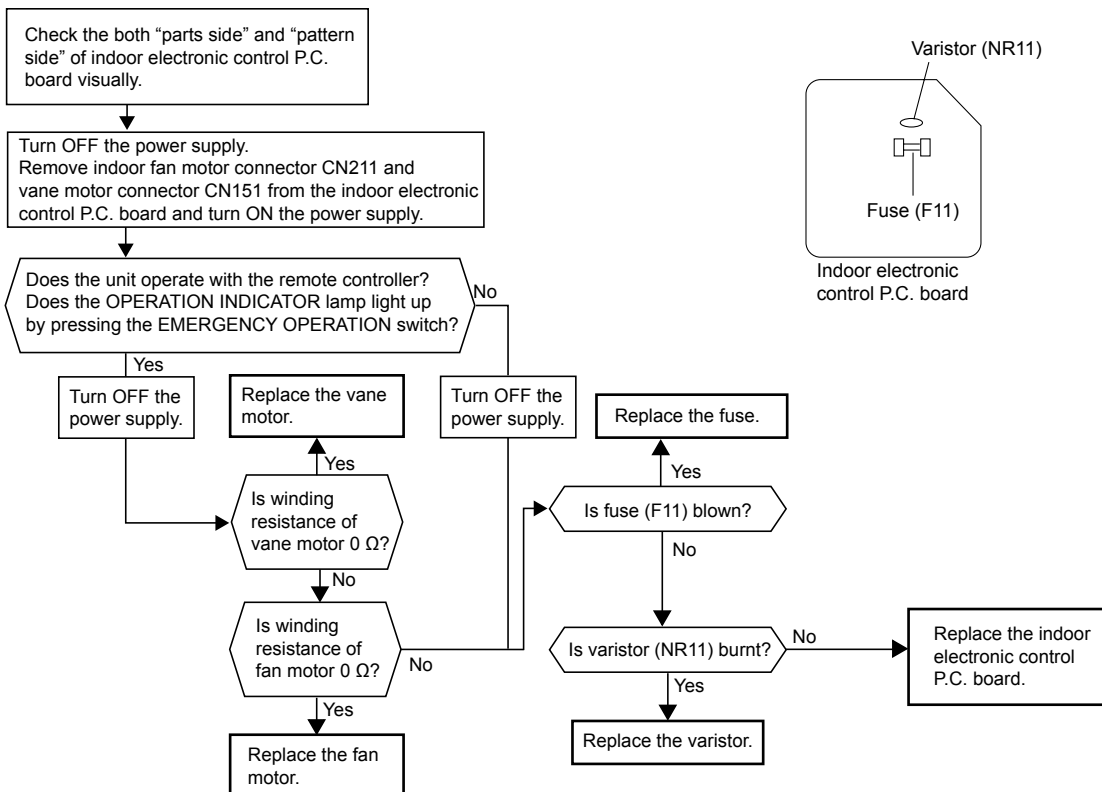 Check the both “parts side” and “pattern
side” of indoor electronic control P.C.
board visually.
Turn OFF the power supply.
Remove indoor fan motor connector CN211 and
vane motor connector CN151 from the indoor electronic
control P.C. board and turn ON the power supply.
Does the unit operate with the remote controller?
Does the OPERATION INDICATOR lamp light up
by pressing the EMERGENCY OPERATION switch?
No
Yes
Turn OFF the
power supply.
Replace the vane
motor.
Yes
Is winding
resistance of
vane motor 0 Ω?
No
Is winding
resistance of
fan motor 0 Ω?
No
Yes
Replace the fan
motor.
Turn OFF the
power supply.
Replace the fuse.
Yes
Is fuse (F11) blown?
No
Is varistor (NR11) burnt?
No
Yes
Replace the varistor.
Replace the indoor
electronic control
P.C. board.
Varistor (NR11)
Fuse (F11)
Indoor electronic
control P.C. board